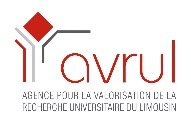 avrul
AGENCE POUR LA VALORISATION DE LA
RECHERCHE UNIVERSITAIRE DU LIMOUSIN